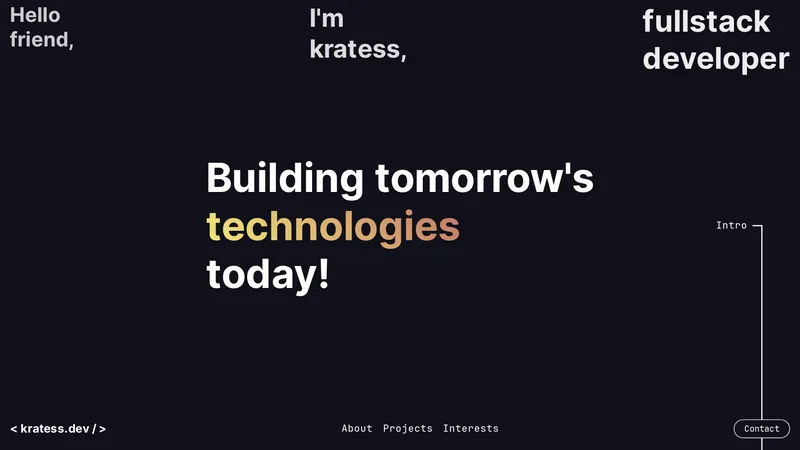 Hello
friend,
I'm
kratess,
fullstack
developer
Building tomorrow's
technologies
today!
Intro
< kratess.dev / >
About Projects Interests
Contact